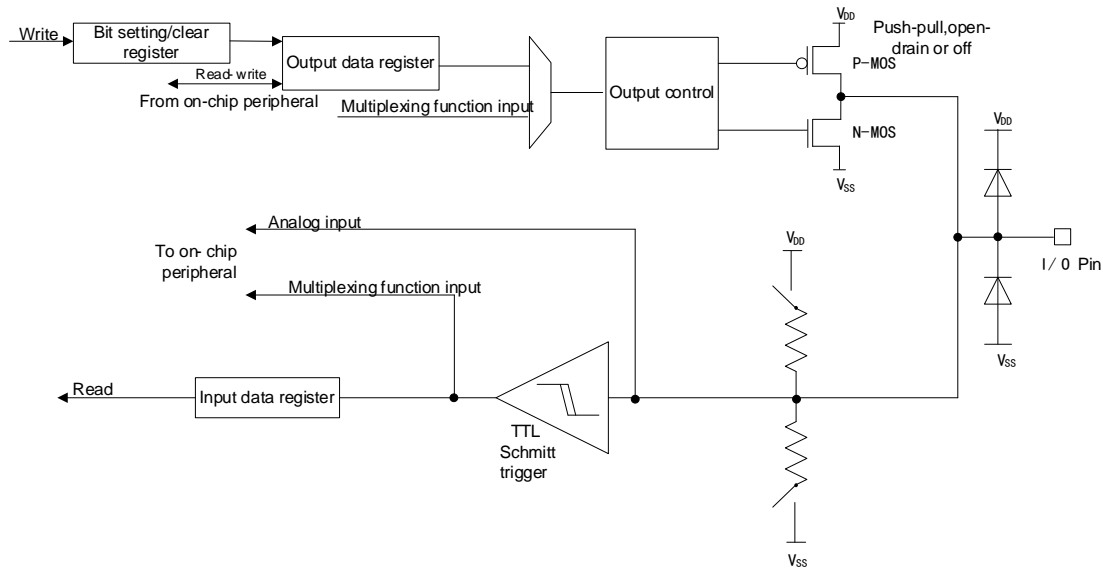 Write
Bit setting/clear
register
Read- write
From on-chip peripheral
Output data register
Multiplexing function input
Output control
VDD
Push-pull,open-
drain or off
P-MOS
N-MOS
VSS
VDD
I/O Pin
VSS
Analog input
To on- chip
peripheral
Multiplexing function input
VDD
Read
Input data register
TTL
Schmitt
trigger
VSS